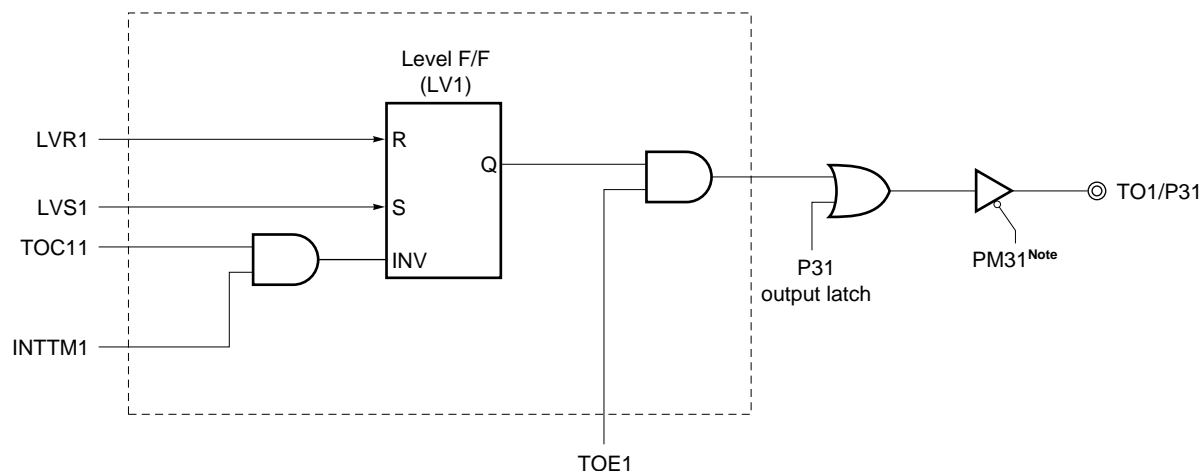 Level F/F
(LV1)
LVR1
R
Q
TO1/P31
LVS1
S
TOC11
INV
P31
output latch
PM31Note
INTTM1
TOE1